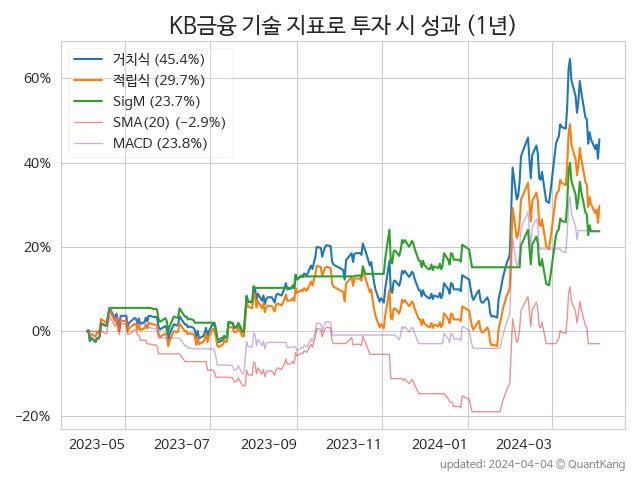 KB금융 기술 지표로 투자 시 성과 (1년)
거치식 (45.4%)
적립식 (29.7%)
SigM (23.7%)
SMA(20) (−2.9%)
MACD (23.8%)
60%
40%
20%
0%
−20%
2023−05 2023−07 2023−09 2023−11 2024−01 2024−03
updated: 2024-04-04 © QuantKang